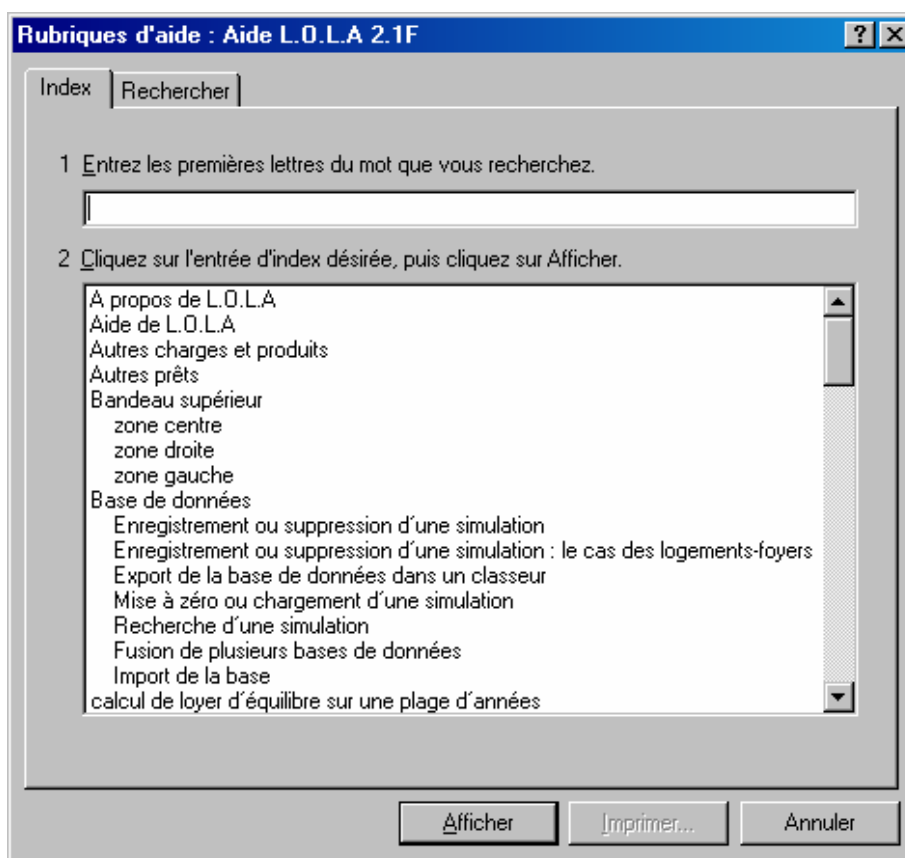 Rubriques d'aide : Aide L.O.L.A 2.1F
Index
Rechercher
1 Entrez les premières lettres du mot que vous recherchez.
2 Cliquez sur l'entrée d'index désirée, puis cliquez sur Afficher.
A propos de L.O.L.A
Aide de L.O.L.A
Autres charges et produits
Autres prêts
Bandeau supérieur
zone centre
zone droite
zone gauche
Base de données
Enregistrement ou suppression d´une simulation
Enregistrement ou suppression d´une simulation : le cas des logements-foyers
Export de la base de données dans un classeur
Mise à zéro ou chargement d´une simulation
Recherche d´une simulation
Fusion de plusieurs bases de données
Import de la base
calcul de loyer d´équilibre sur une plage d´années
Afficher
Imprimer...
Annuler